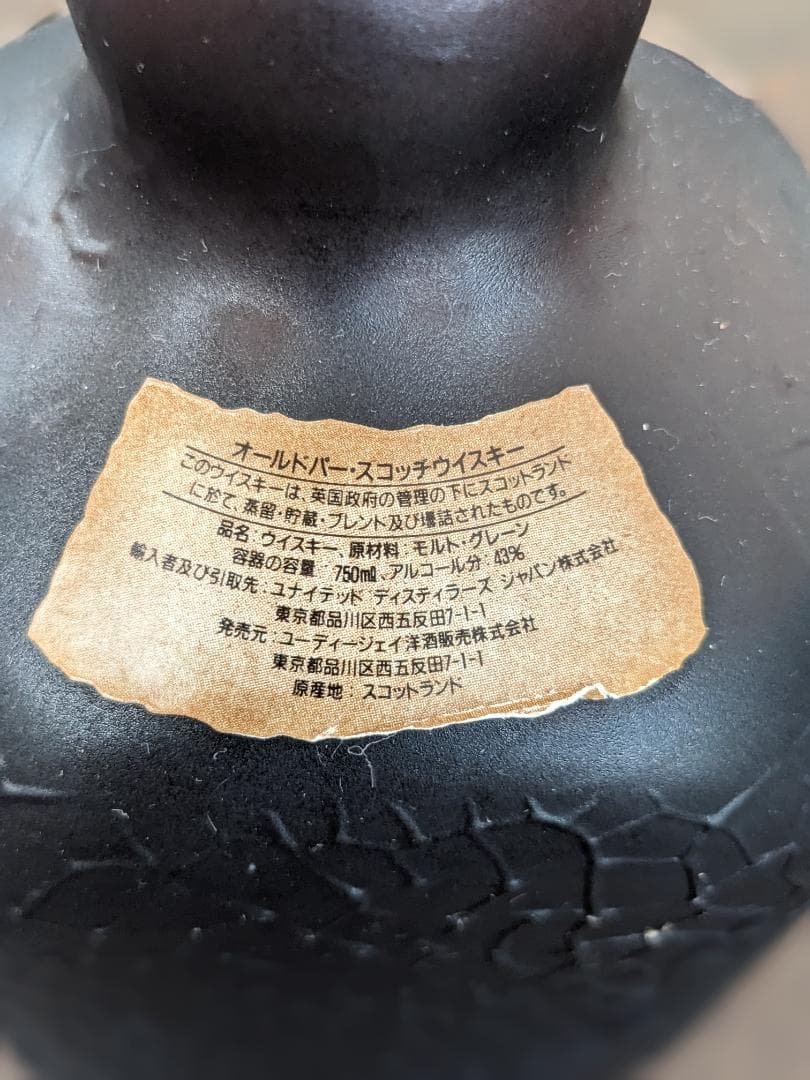 オールドパー・スコッチウイスキー
このウイスキーは、英国政府の管理の下にスコットランド
に於て、蒸留・貯蔵・ブレンド及び壜詰されたものです。
品名：ウイスキー、原材料：モルト・グレーン
容器の容量：750㎖、アルコール分：43%
輸入者及び引取先：ユナイテッド ディスティラーズ ジャパン株式会社
東京都品川区西五反田7-1-1
発売元：ユーディージェイ洋酒販売株式会社
東京都品川区西五反田7-1-1
原産地：スコットランド